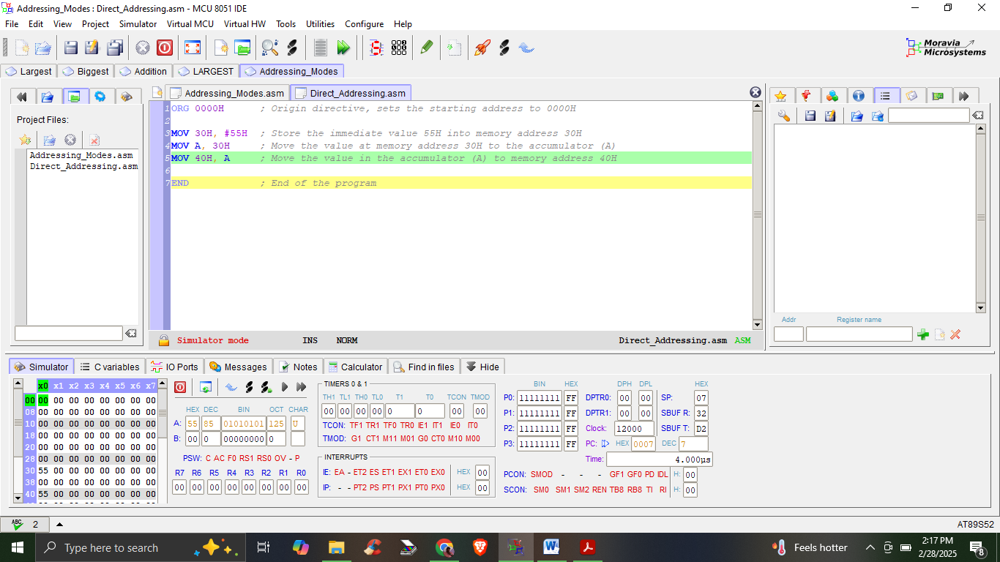 Addressing_Modes : Direct_Addressing.asm - MCU 8051 IDE
File Edit View Project Simulator Virtual MCU Virtual HW Tools Utilities Configure Help
Moravia
Microsystems
Largest Biggest Addition LARGEST Addressing_Modes
Addressing_Modes.asm Direct_Addressing.asm
Project Files:
Addressing_Modes.asm
Direct_Addressing.asm
1 ORG 0000H ; Origin directive, sets the starting address to 0000H
2
3 MOV 30H, #55H ; Store the immediate value 55H into memory address 30H
4 MOV A, 30H ; Move the value at memory address 30H to the accumulator (A)
5 MOV 40H, A ; Move the value in the accumulator (A) to memory address 40H
6
7 END ; End of the program
Addr Register name
Simulator mode INS NORM Direct_Addressing.asm ASM
Simulator C variables IO Ports Messages Notes Calculator Find in files Hide
x0 x1 x2 x3 x4 x5 x6 x7
00 00 00 00 00 00 00 00 00
08 00 00 00 00 00 00 00 00
10 00 00 00 00 00 00 00 00
18 00 00 00 00 00 00 00 00
20 00 00 00 00 00 00 00 00
28 00 00 00 00 00 00 00 00
30 55 00 00 00 00 00 00 00
38 00 00 00 00 00 00 00 00
40 55 00 00 00 00 00 00 00
HEX DEC BIN OCT CHAR
A: 55 85 01010101 125 U
B: 00 0 00000000 0
PSW: C AC F0 RS1 RS0 OV - P
R7 R6 R5 R4 R3 R2 R1 R0
00 00 00 00 00 00 00 00
TIMERS 0 & 1
TH1 TL1 TH0 TL0 T1 T0 TCON TMOD
00 00 00 00 0 0 00 00
TCON: TF1 TR1 TF0 TR0 IE1 IT1 IE0 IT0
TMOD: G1 CT1 M11 M01 G0 CT0 M10 M00
INTERRUPTS
IE: EA - ET2 ES ET1 EX1 ET0 EX0 HEX 00
IP: - - PT2 PS PT1 PX1 PT0 PX0 HEX 00
BIN HEX
P0: 11111111 FF
P1: 11111111 FF
P2: 11111111 FF
P3: 11111111 FF
DPH DPL
DPTR0: 00 00
DPTR1: 00 00
Clock: 12000
PC: HEX 0007 DEC 7
Time: 4.000µs
HEX
SP: 07
SBUF R: 32
SBUF T: D2
PCON: SMOD - - - GF1 GF0 PD IDL H: 00
SCON: SM0 SM1 SM2 REN TB8 RB8 TI RI H: 00
ABC 2
AT89S52
Type here to search
Feels hotter
2:17 PM
2/28/2025
8